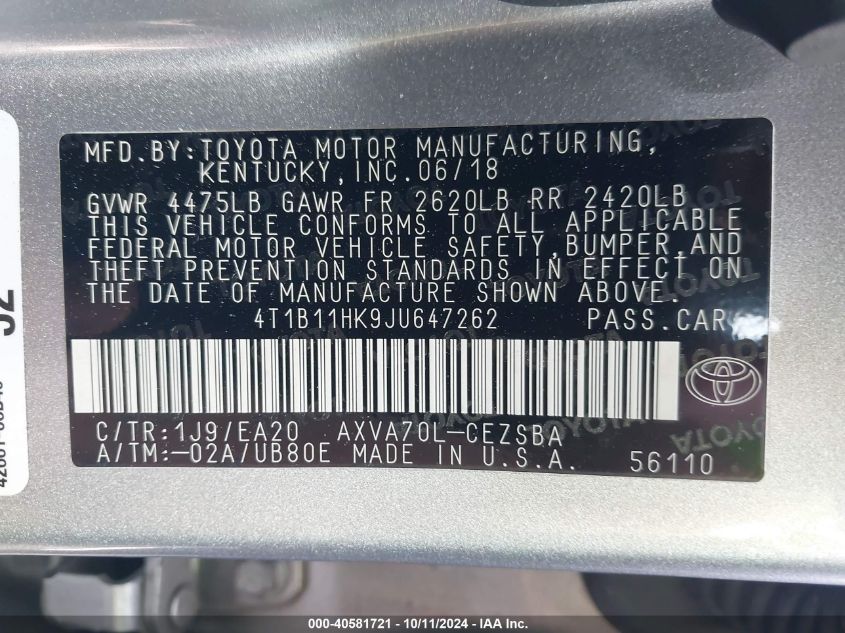 MFD.BY:TOYOTA MOTOR MANUFACTURING,
KENTUCKY,INC.06/18
GVWR 4475LB GAWR FR 2620LB RR 2420LB
THIS VEHICLE CONFORMS TO ALL APPLICABLE
FEDERAL MOTOR VEHICLE SAFETY,BUMPER,AND
THEFT PREVENTION STANDARDS IN EFFECT ON
THE DATE OF MANUFACTURE SHOWN ABOVE.
4T1B11HK9JU647262 PASS.CAR
C/TR:1J9/EA20 AXVA70L-CEZSBA
A/TM:-02A/UB80E MADE IN U.S.A. 56110
000-40581721 - 10/11/2024 - IAA Inc.